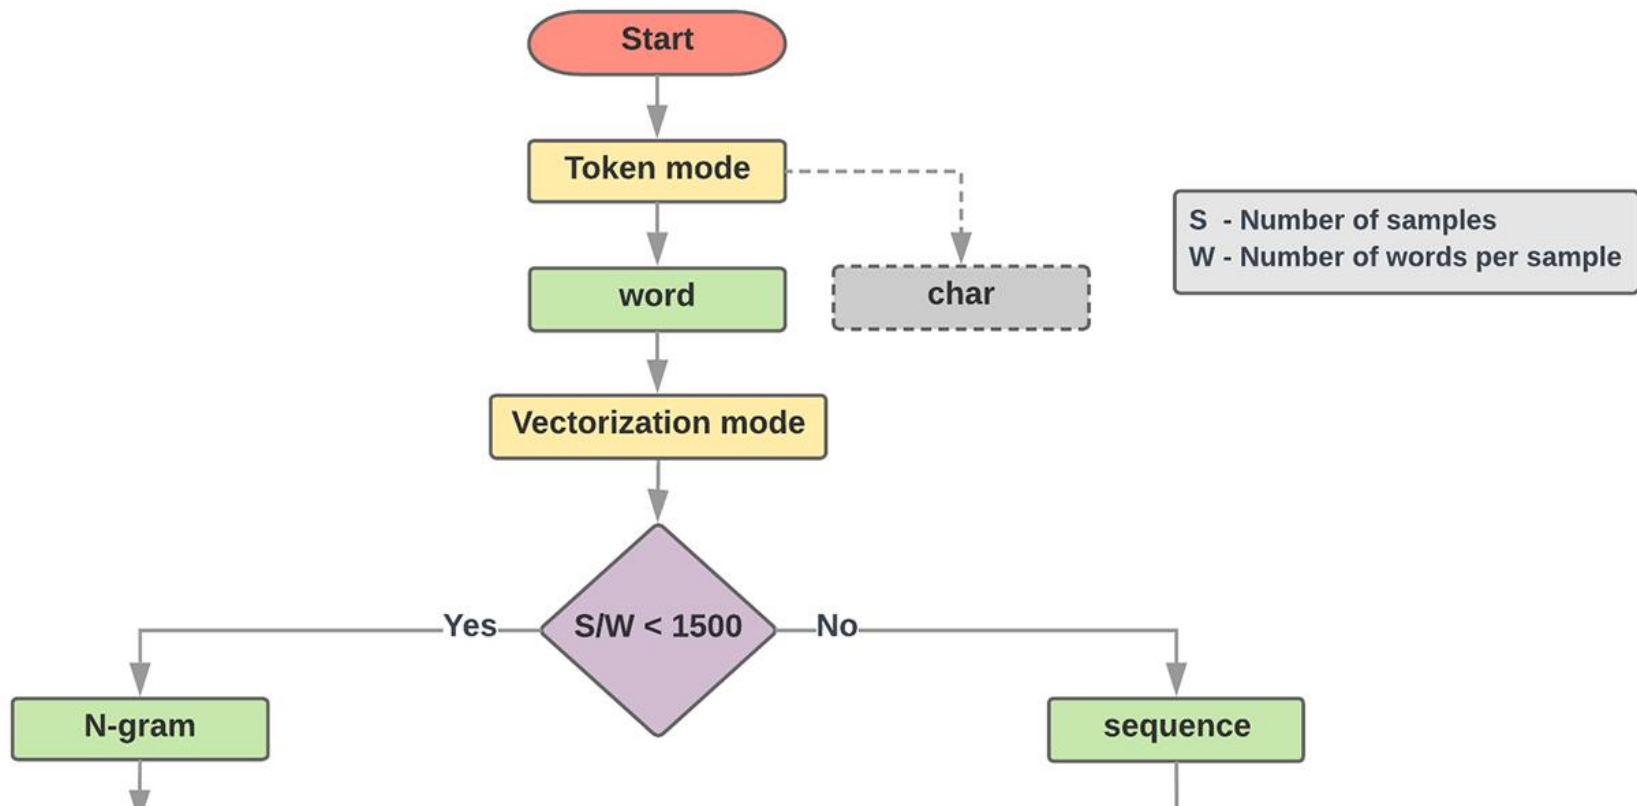 Start
Token mode
S - Number of samples
W - Number of words per sample
word
char
Vectorization mode
Yes
S/W < 1500
No
N-gram
sequence